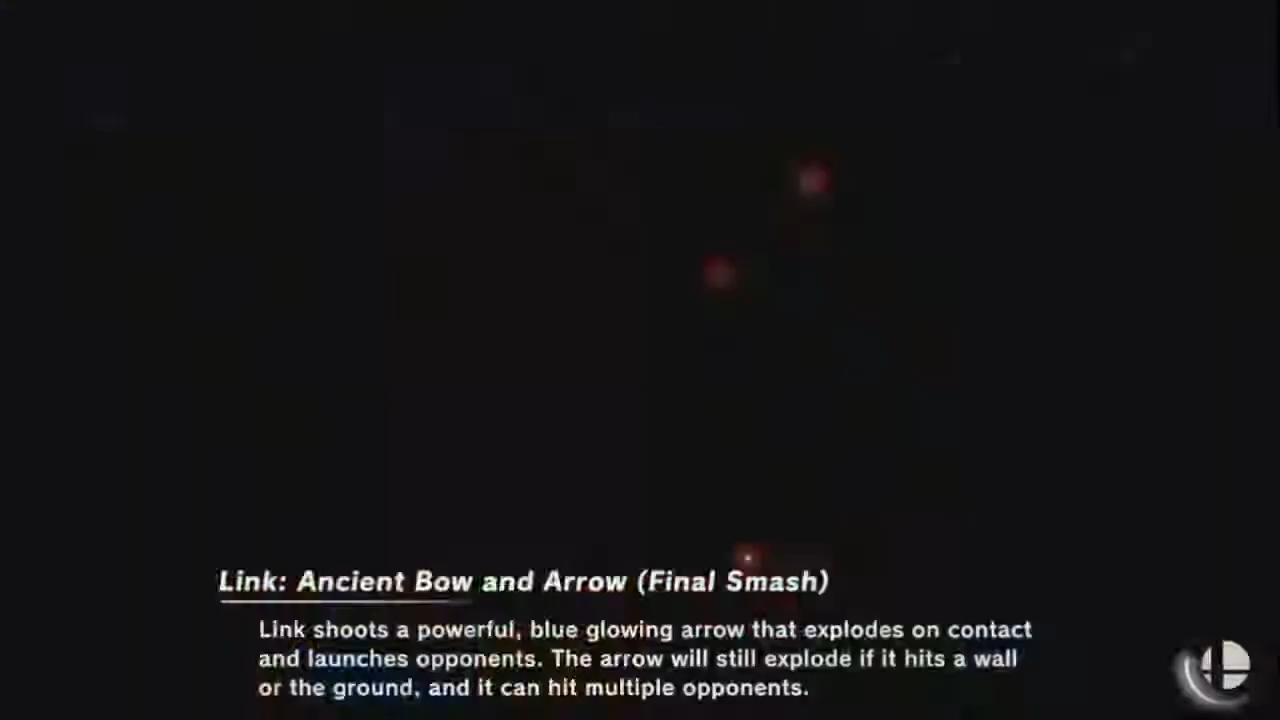 Link: Ancient Bow and Arrow (Final Smash)
Link shoots a powerful, blue glowing arrow that explodes on contact
and launches opponents. The arrow will still explode if it hits a wall
or the ground, and it can hit multiple opponents.